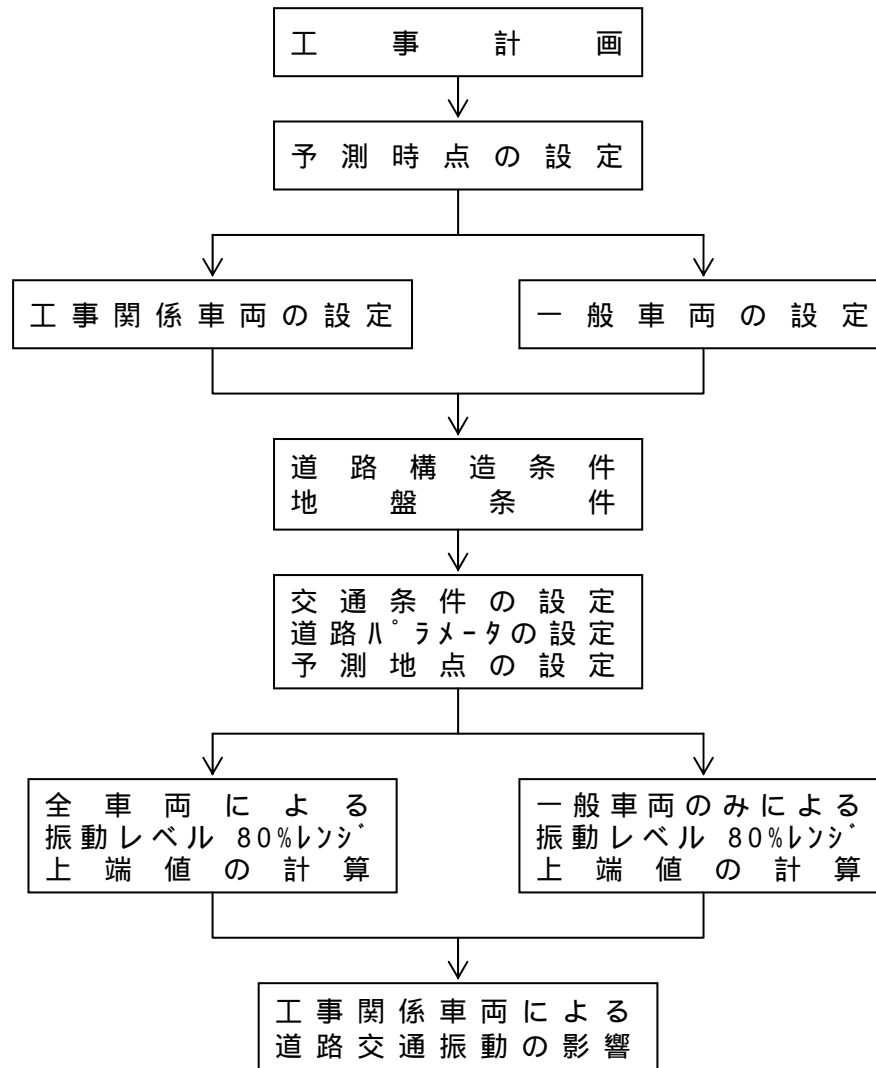 工事計画
予測時点の設定
工事関係車両の設定
一般車両の設定
道路構造条件
地盤条件
交通条件の設定
道路ﾊﾟﾗﾒｰﾀの設定
予測地点の設定
全車両による
振動レベル 80%ﾚﾝｼﾞ
上端値の計算
一般車両のみによる
振動レベル 80%ﾚﾝｼﾞ
上端値の計算
工事関係車両による
道路交通振動の影響